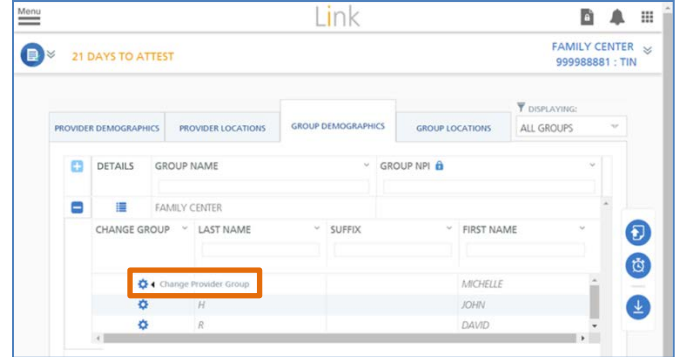 Menu
Link
21 DAYS TO ATTEST
FAMILY CENTER
999988881 : TIN
DISPLAYING:
PROVIDER DEMOGRAPHICS
PROVIDER LOCATIONS
GROUP DEMOGRAPHICS
GROUP LOCATIONS
ALL GROUPS
DETAILS
GROUP NAME
GROUP NPI
FAMILY CENTER
CHANGE GROUP
LAST NAME
SUFFIX
FIRST NAME
Change Provider Group
MICHELLE
H
JOHN
R
DAVID